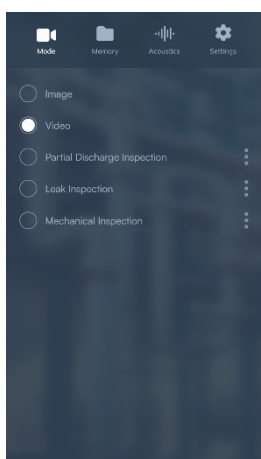 Mode
Memory
Acoustics
Settings
Image
Video
Partial Discharge Inspection
Leak Inspection
Mechanical Inspection